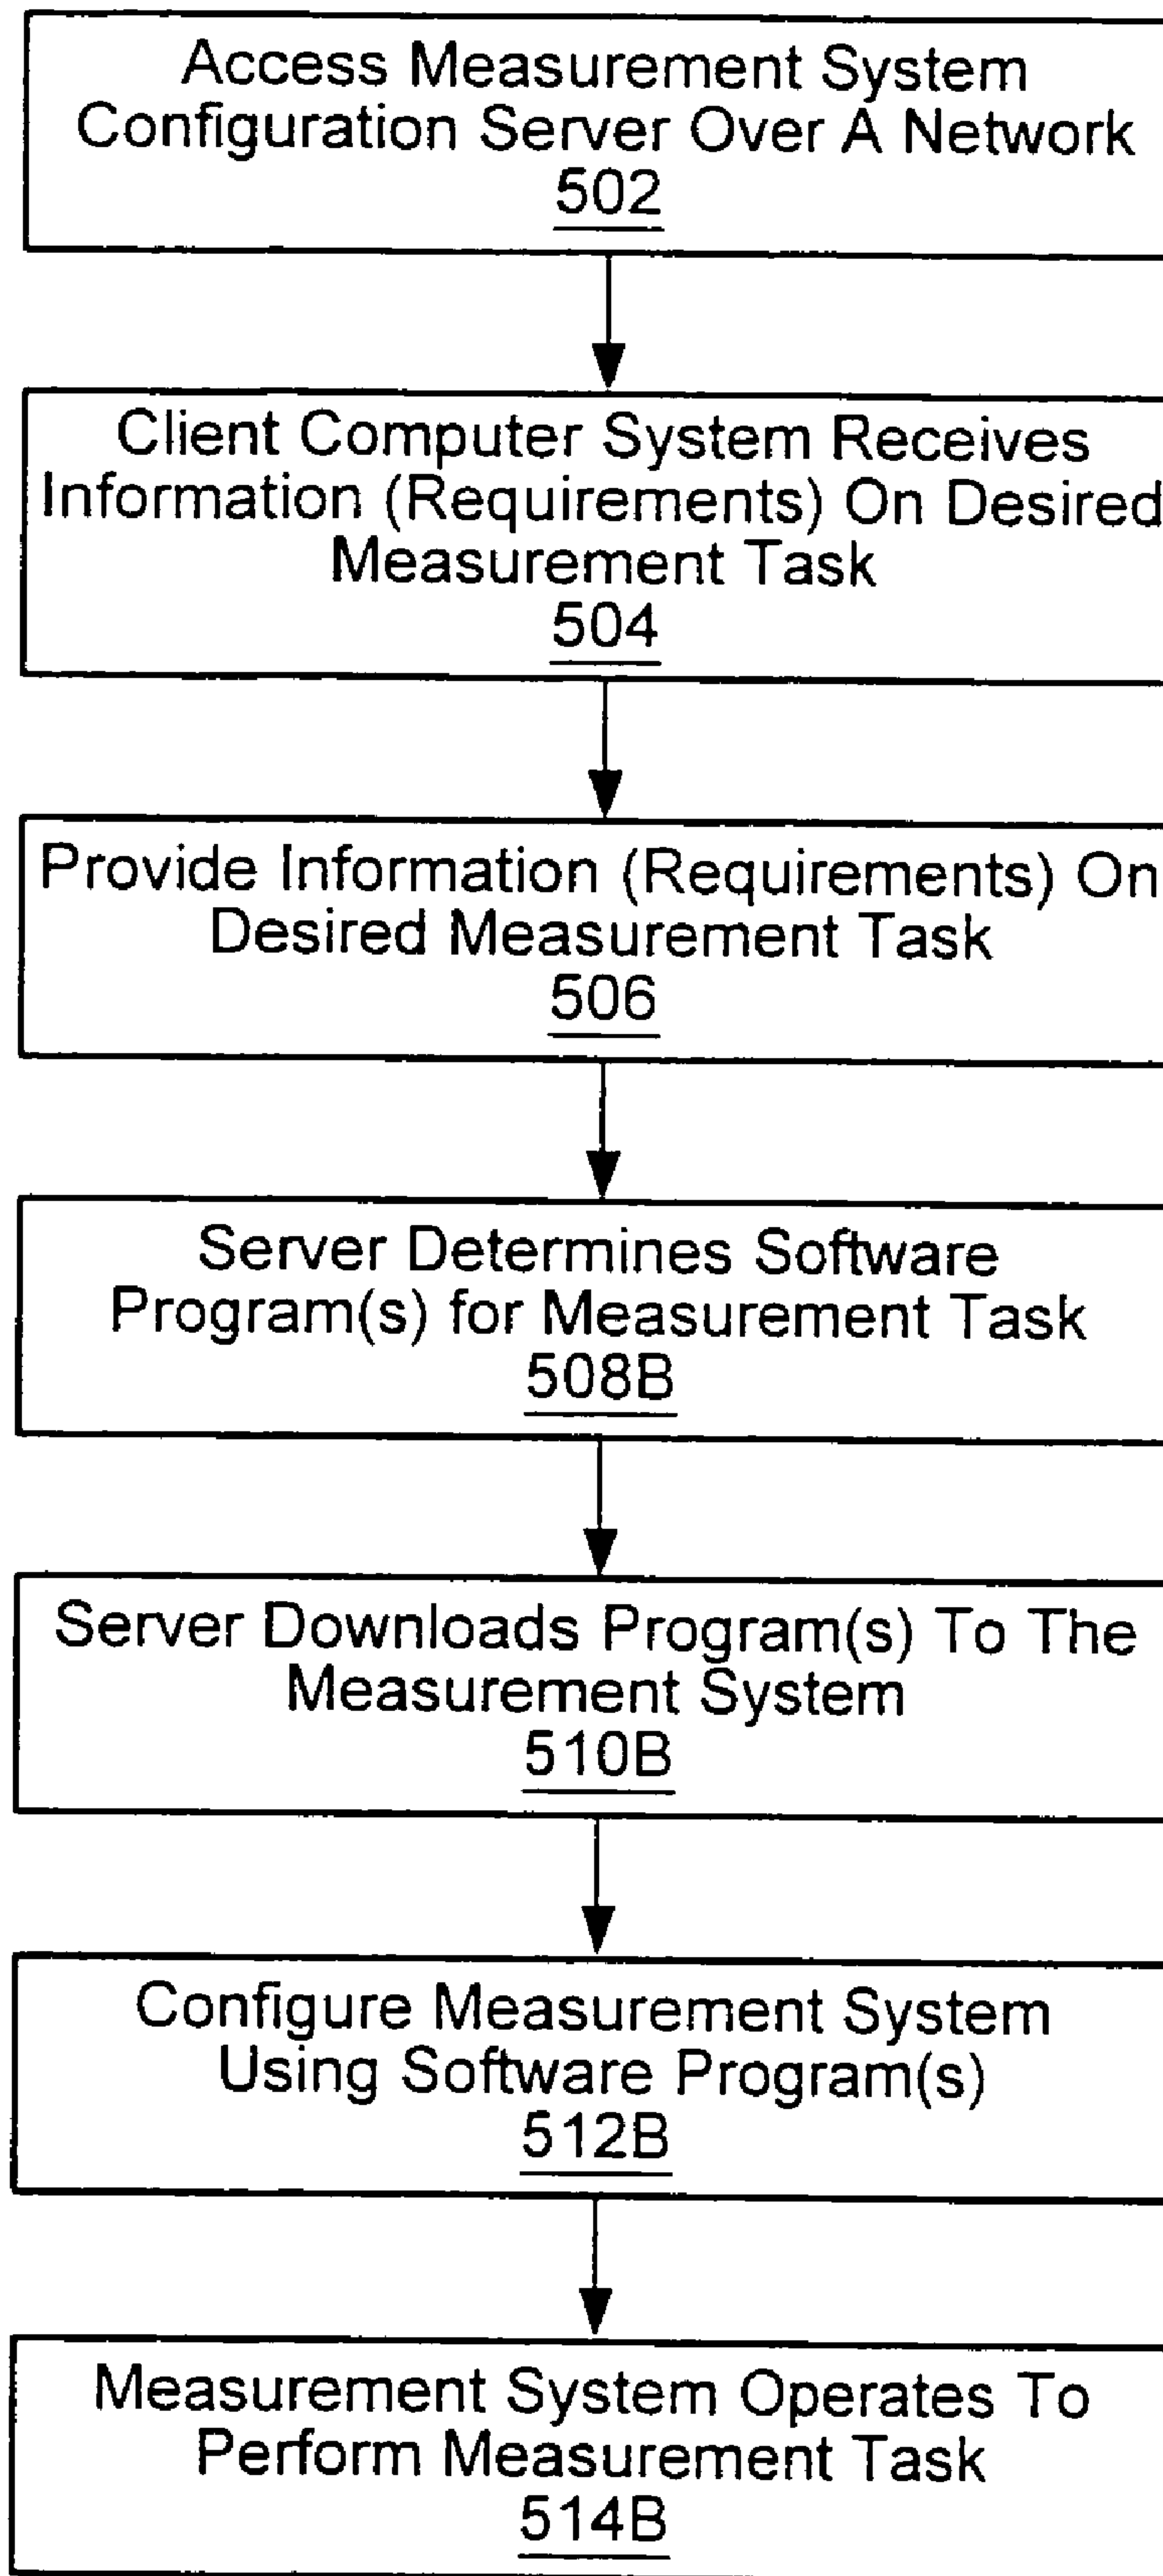 Access Measurement System
Configuration Server Over A Network
502
Client Computer System Receives
Information (Requirements) On Desired
Measurement Task
504
Provide Information (Requirements) On
Desired Measurement Task
506
Server Determines Software
Program(s) for Measurement Task
508B
Server Downloads Program(s) To The
Measurement System
510B
Configure Measurement System
Using Software Program(s)
512B
Measurement System Operates To
Perform Measurement Task
514B